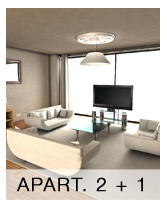 APART. 2 + 1